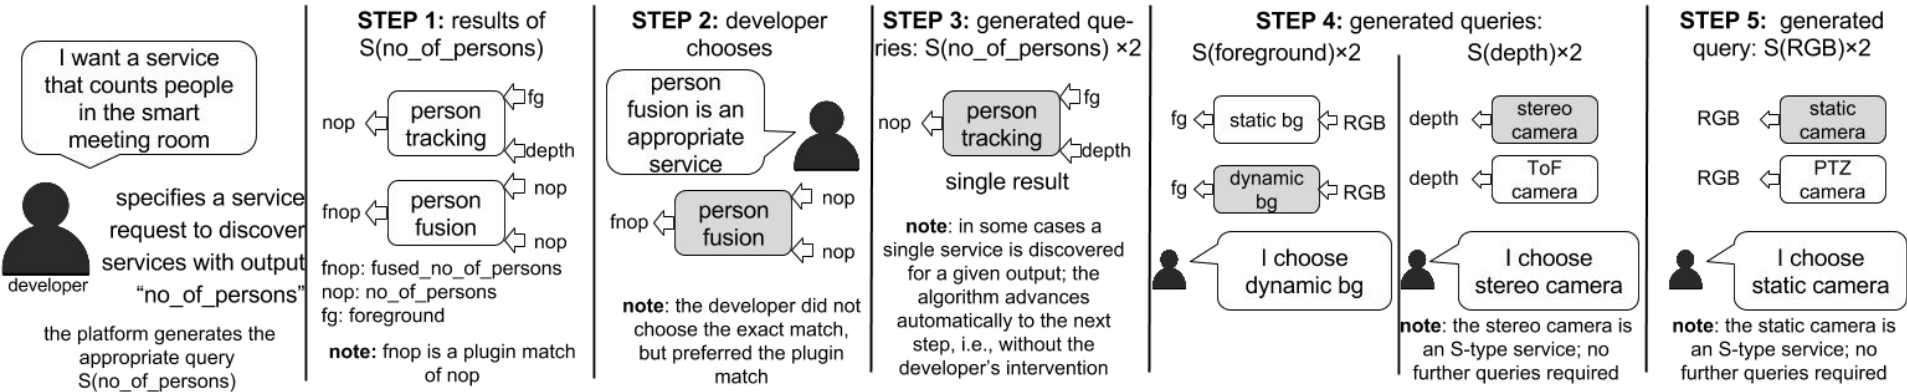 I want a service
that counts people
in the smart
meeting room
specifies a service
request to discover
services with output
“no_of_persons”
developer
the platform generates the
appropriate query
S(no_of_persons)
STEP 1: results of
S(no_of_persons)
nop
person
tracking
fg
depth
fnop
person
fusion
nop
nop
fnop: fused_no_of_persons
nop: no_of_persons
fg: foreground
note: fnop is a plugin match
of nop
STEP 2: developer
chooses
person
fusion is an
appropriate
service
fnop
person
fusion
nop
nop
note: the developer did not
choose the exact match,
but preferred the plugin
match
STEP 3: generated que-
ries: S(no_of_persons) ×2
nop
person
tracking
fg
depth
single result
note: in some cases a
single service is discovered
for a given output; the
algorithm advances
automatically to the next
step, i.e., without the
developer’s intervention
STEP 4: generated queries:
S(foreground)×2
fg
static bg
RGB
fg
dynamic
bg
RGB
I choose
dynamic bg
S(depth)×2
depth
stereo
camera
depth
ToF
camera
I choose
stereo camera
note: the stereo camera is
an S-type service; no
further queries required
STEP 5: generated
query: S(RGB)×2
RGB
static
camera
RGB
PTZ
camera
I choose
static camera
note: the static camera is
an S-type service; no
further queries required